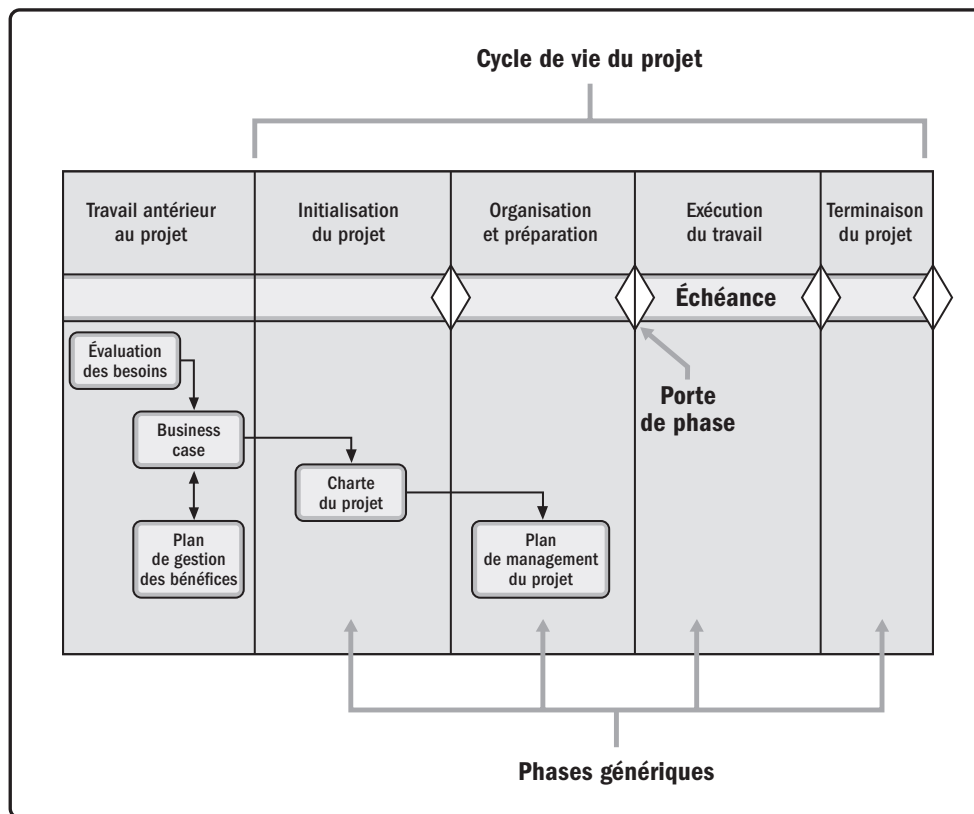 Cycle de vie du projet
Travail antérieur
au projet
Initialisation
du projet
Organisation
et préparation
Exécution
du travail
Terminaison
du projet
Échéance
Évaluation
des besoins
Porte
de phase
Business
case
Charte
du projet
Plan
de gestion
des bénéfices
Plan
de management
du projet
Phases génériques